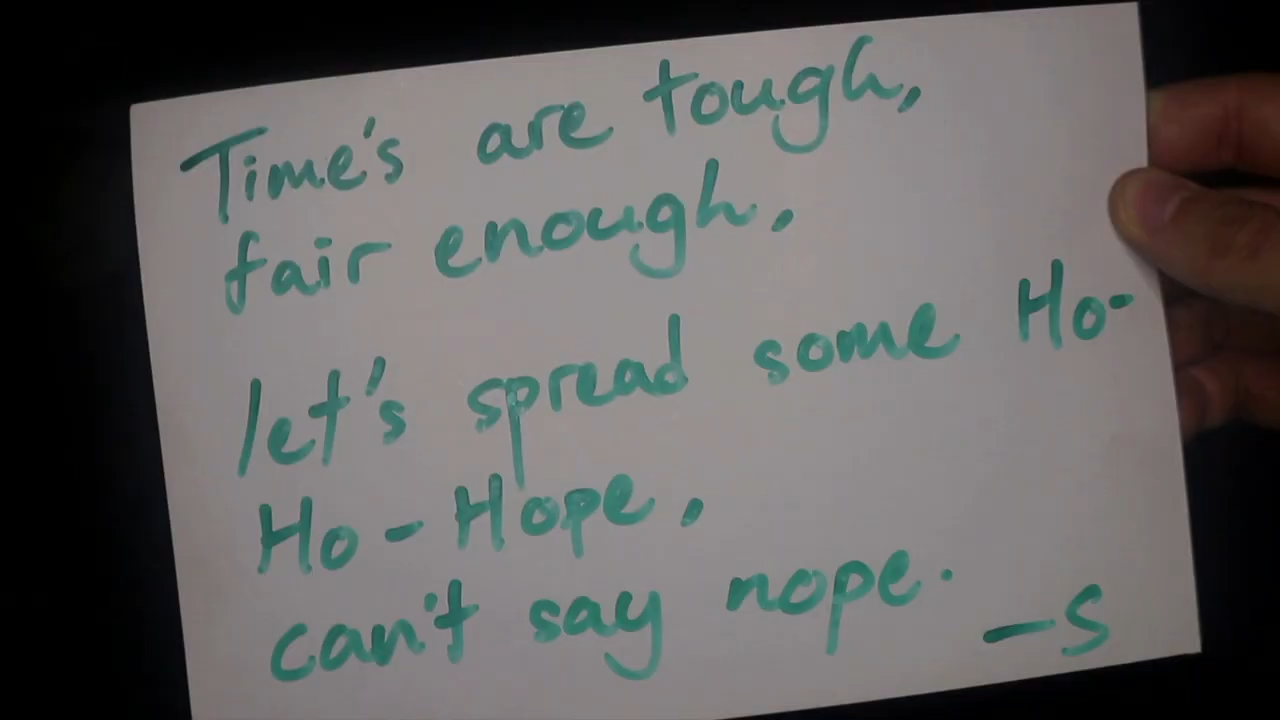 Time's are tough,
fair enough,
let's spread some Ho-
Ho-Hope,
can't say nope.
-S